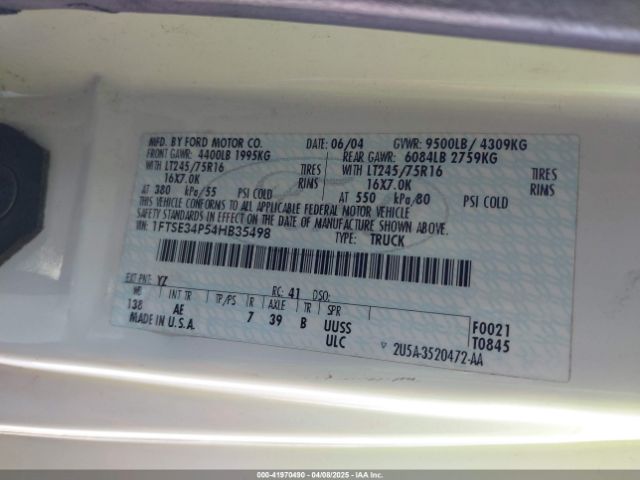 MFD. BY FORD MOTOR CO. DATE: 06/04 GVWR: 9500LB/ 4309KG
FRONT GAWR: 4400LB 1995KG REAR GAWR: 6084LB 2759KG
WITH LT245/75R16 TIRES WITH LT245/75R16 TIRES
16X7.0K RIMS 16X7.0K RIMS
AT 380 kPa/55 PSI COLD AT 550 kPa/80 PSI COLD
THIS VEHICLE CONFORMS TO ALL APPLICABLE FEDERAL MOTOR VEHICLE
SAFETY STANDARDS IN EFFECT ON THE DATE OF MANUFACTURE SHOWN ABOVE.
VIN: 1FTSE34P54HB35498 TYPE: TRUCK
EXT PNT: YZ RC: 41 DSO:
WB INT TR TP/PS R AXLE TR SPR
138 AE 7 39 B UUSS F0021
MADE IN U.S.A. ULC ▽ 2U5A-3520472-AA T0845
000-41970490 - 04/08/2025 - IAA Inc.